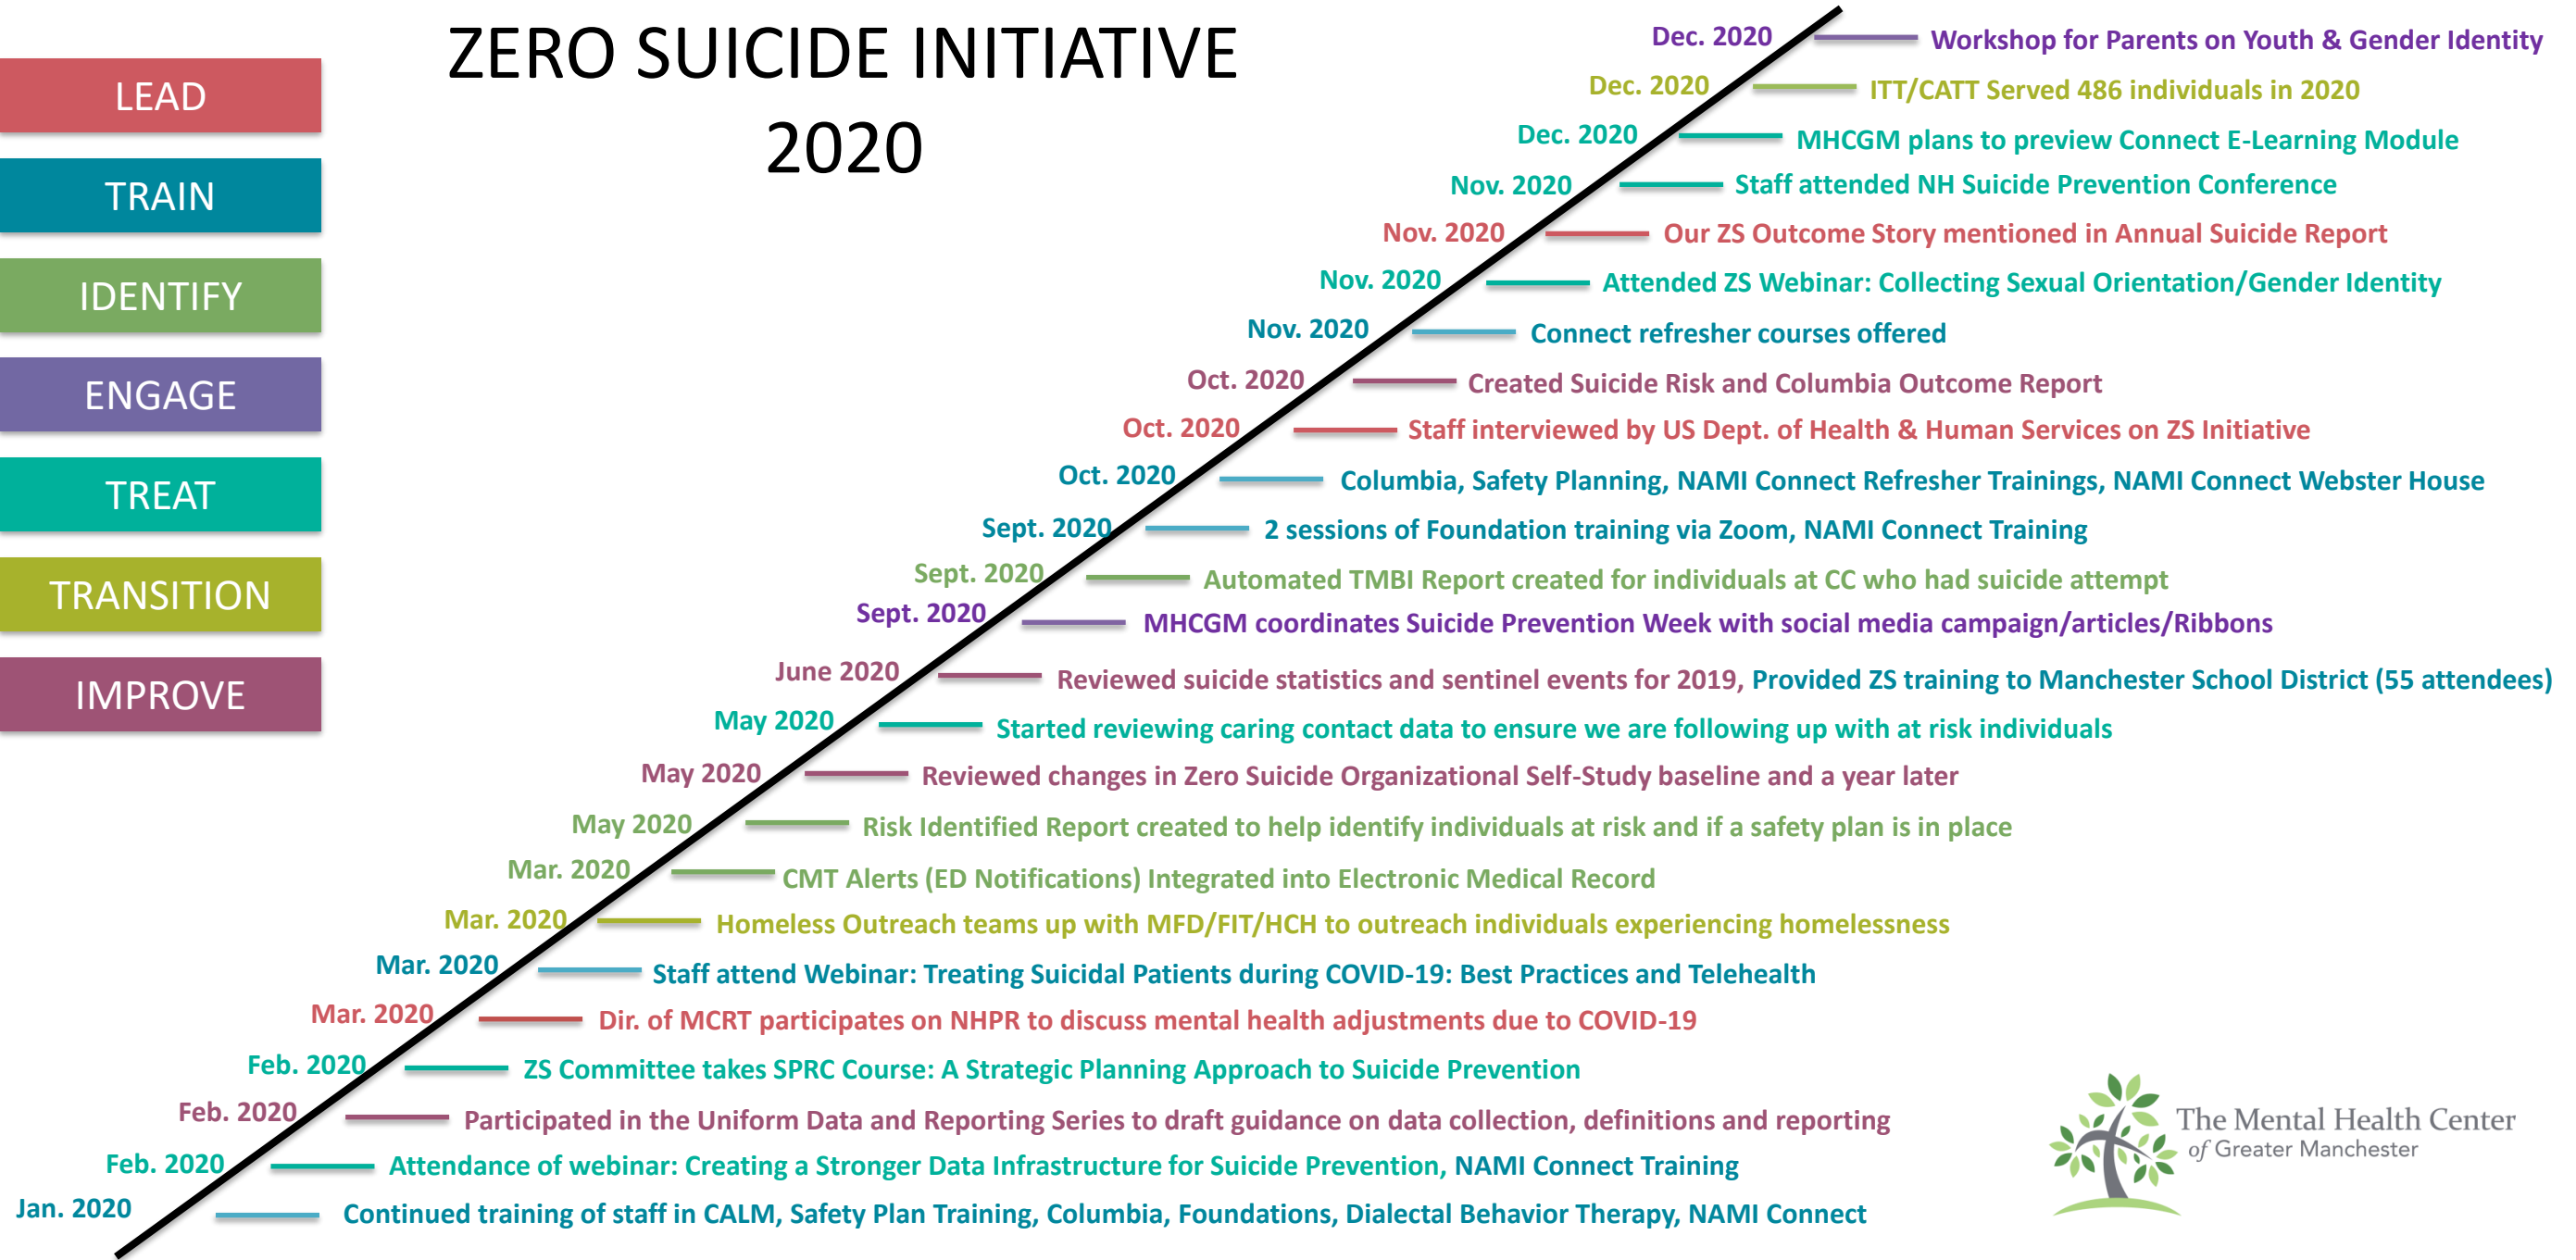 ZERO SUICIDE INITIATIVE
2020
LEAD
TRAIN
IDENTIFY
ENGAGE
TREAT
TRANSITION
IMPROVE
Dec. 2020 Workshop for Parents on Youth & Gender Identity
Dec. 2020 ITT/CATT Served 486 individuals in 2020
Dec. 2020 MHCGM plans to preview Connect E-Learning Module
Nov. 2020 Staff attended NH Suicide Prevention Conference
Nov. 2020 Our ZS Outcome Story mentioned in Annual Suicide Report
Nov. 2020 Attended ZS Webinar: Collecting Sexual Orientation/Gender Identity
Nov. 2020 Connect refresher courses offered
Oct. 2020 Created Suicide Risk and Columbia Outcome Report
Oct. 2020 Staff interviewed by US Dept. of Health & Human Services on ZS Initiative
Oct. 2020 Columbia, Safety Planning, NAMI Connect Refresher Trainings, NAMI Connect Webster House
Sept. 2020 2 sessions of Foundation training via Zoom, NAMI Connect Training
Sept. 2020 Automated TMBI Report created for individuals at CC who had suicide attempt
Sept. 2020 MHCGM coordinates Suicide Prevention Week with social media campaign/articles/Ribbons
June 2020 Reviewed suicide statistics and sentinel events for 2019, Provided ZS training to Manchester School District (55 attendees)
May 2020 Started reviewing caring contact data to ensure we are following up with at risk individuals
May 2020 Reviewed changes in Zero Suicide Organizational Self-Study baseline and a year later
May 2020 Risk Identified Report created to help identify individuals at risk and if a safety plan is in place
Mar. 2020 CMT Alerts (ED Notifications) Integrated into Electronic Medical Record
Mar. 2020 Homeless Outreach teams up with MFD/FIT/HCH to outreach individuals experiencing homelessness
Mar. 2020 Staff attend Webinar: Treating Suicidal Patients during COVID-19: Best Practices and Telehealth
Mar. 2020 Dir. of MCRT participates on NHPR to discuss mental health adjustments due to COVID-19
Feb. 2020 ZS Committee takes SPRC Course: A Strategic Planning Approach to Suicide Prevention
Feb. 2020 Participated in the Uniform Data and Reporting Series to draft guidance on data collection, definitions and reporting
Feb. 2020 Attendance of webinar: Creating a Stronger Data Infrastructure for Suicide Prevention, NAMI Connect Training
Jan. 2020 Continued training of staff in CALM, Safety Plan Training, Columbia, Foundations, Dialectal Behavior Therapy, NAMI Connect
The Mental Health Center
of Greater Manchester